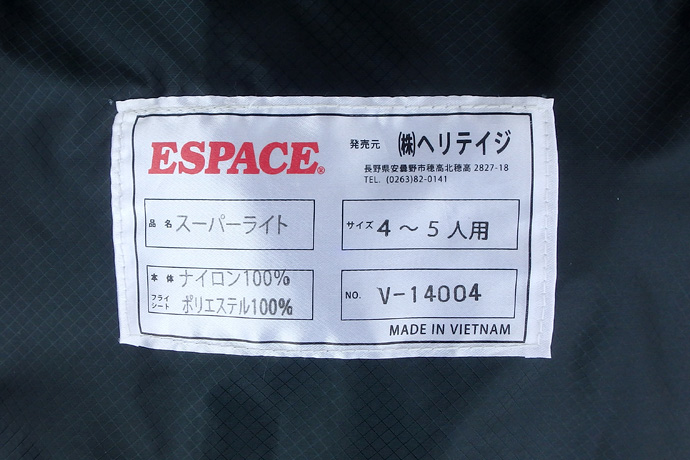 ESPACE®
発売元 ㈱ヘリテイジ
長野県安曇野市穂高北穂高 2827-18
TEL. (0263)82-0141
品名 スーパーライト
サイズ 4～5人用
本体 ナイロン100%
フライシート ポリエステル100%
NO. V-14004
MADE IN VIETNAM